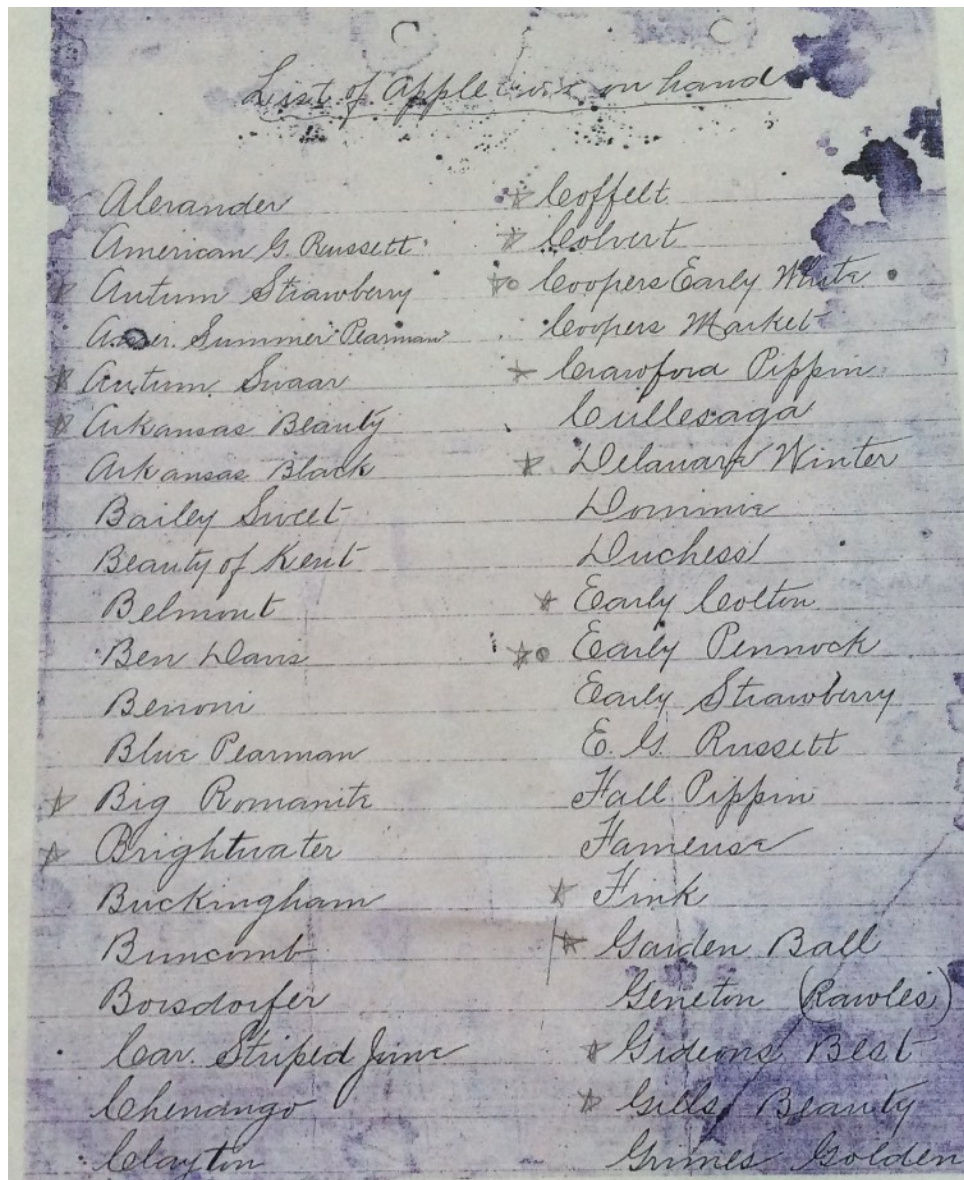 List of Apple on hand
Alexander
American G. Russett
☆ Autum Strawberry
Amer. Summer Pearman
☆ Autum Swaar
☆ Arkansas Beauty
Arkansas Black
Bailey Sweet
Beauty of Kent
Belmont
Ben Davis
Benoni
Blue Pearman
☆ Big Romanite
☆ Brightwater
Buckingham
Buncomb
Borsdorfer
Car. Striped June
Chenango
Clayton
☆ Coffelt
☆ Colvert
☆ Coopers Early White
Coopers Market
☆ Crawford Pippin
Cullesaga
☆ Delaware Winter
Dominie
Duchess
☆ Early Colton
☆ Early Pennock
Early Strawberry
E. G. Russett
Fall Pippin
Fameuse
☆ Fink
☆ Garden Ball
Geneton (Rawles)
☆ Gideons Best
☆ Gills Beauty
Grimes Golden